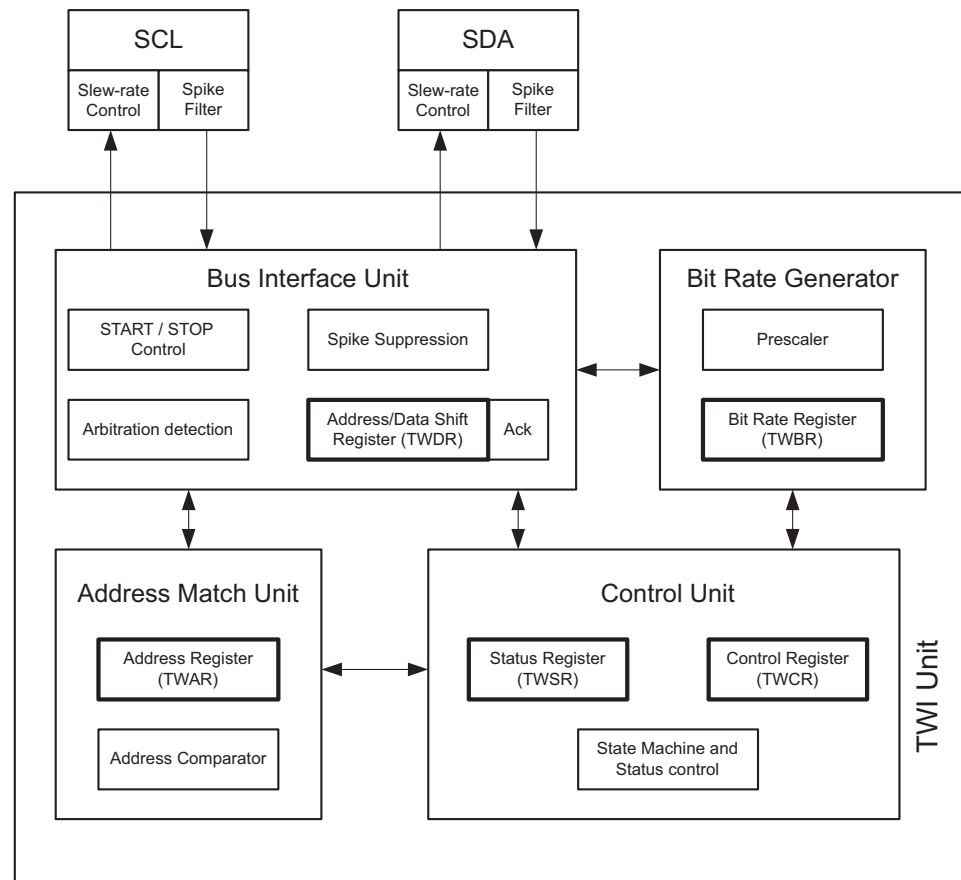 SCL
Slew-rate
Control
Spike
Filter
SDA
Slew-rate
Control
Spike
Filter
Bus Interface Unit
START / STOP
Control
Spike Suppression
Arbitration detection
Address/Data Shift
Register (TWDR)
Ack
Bit Rate Generator
Prescaler
Bit Rate Register
(TWBR)
Address Match Unit
Address Register
(TWAR)
Address Comparator
Control Unit
Status Register
(TWSR)
Control Register
(TWCR)
State Machine and
Status control
TWI Unit